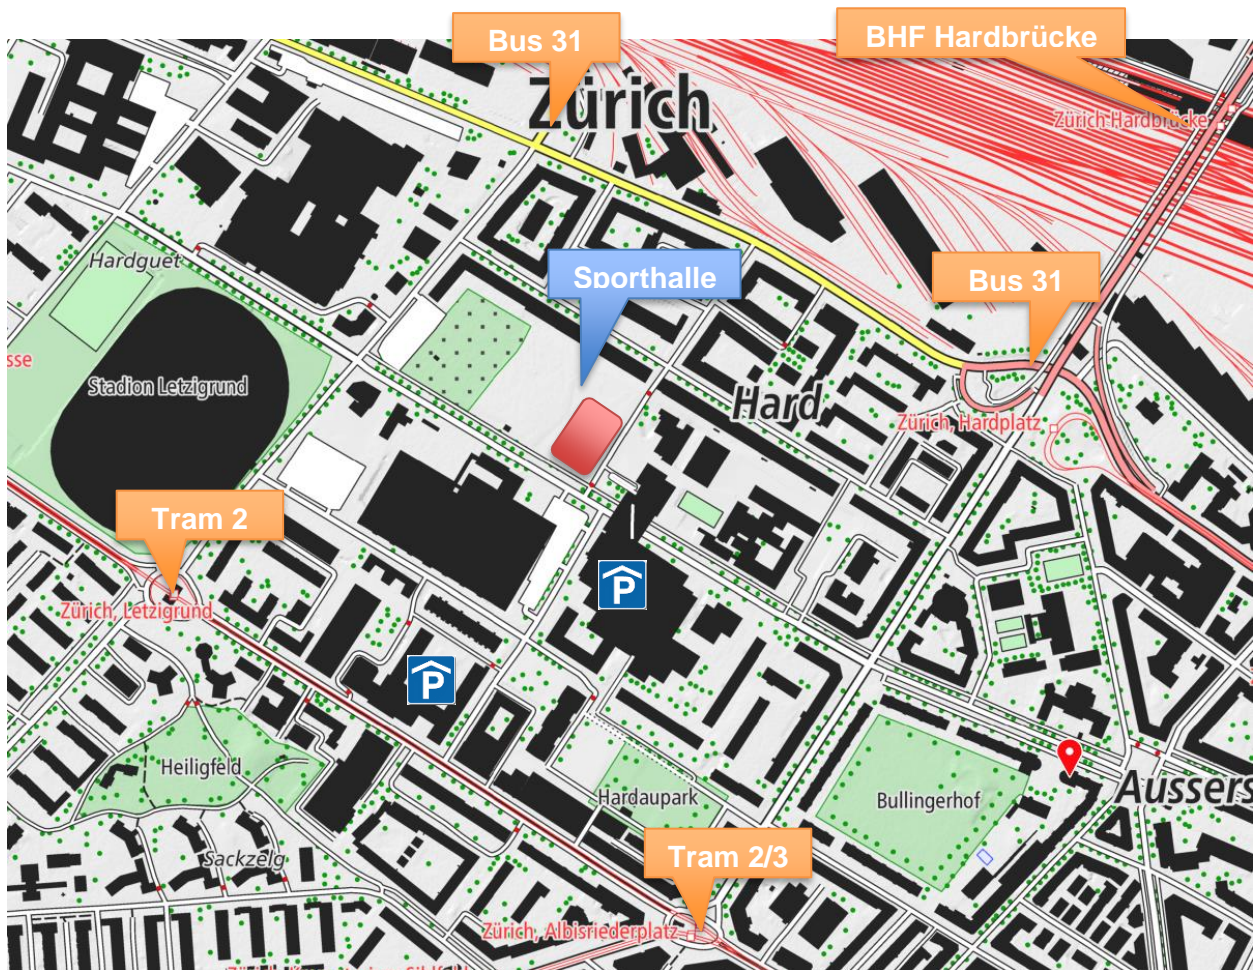 Bus 31
BHF Hardbrücke
Zürich
Zürich Hardbrücke
Hardguet
Sporthalle
Bus 31
sse
Stadion Letzigrund
Hard
Zürich, Hardplatz
Tram 2
P
Zürich, Letzigrund
P
Heiligfeld
Hardaupark
Bullingerhof
Aussers
Sackzelg
Tram 2/3
Zürich, Albisriederplatz